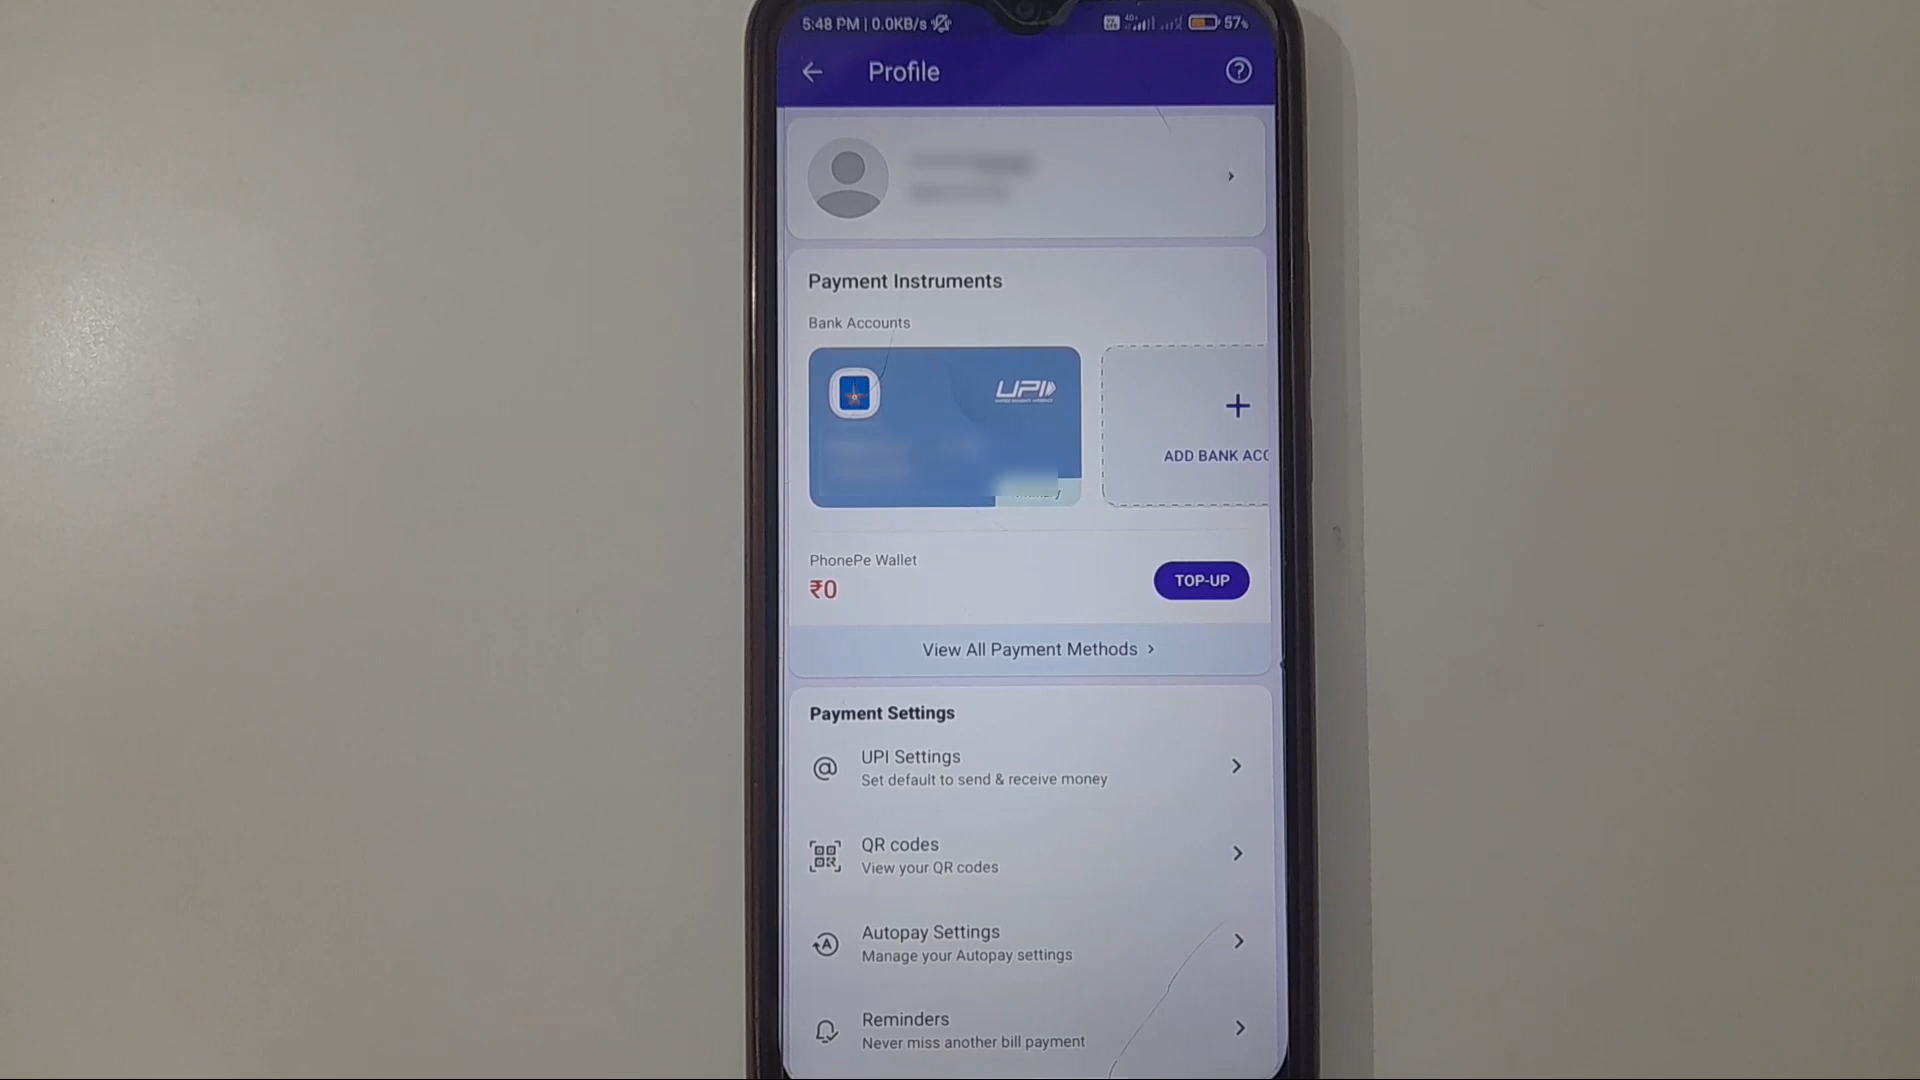 5:48 PM | 0.0KB/s
57%
Profile
Payment Instruments
Bank Accounts
UPI
ADD BANK ACC
PhonePe Wallet
₹0
TOP-UP
View All Payment Methods
Payment Settings
UPI Settings
Set default to send & receive money
QR codes
View your QR codes
Autopay Settings
Manage your Autopay settings
Reminders
Never miss another bill payment